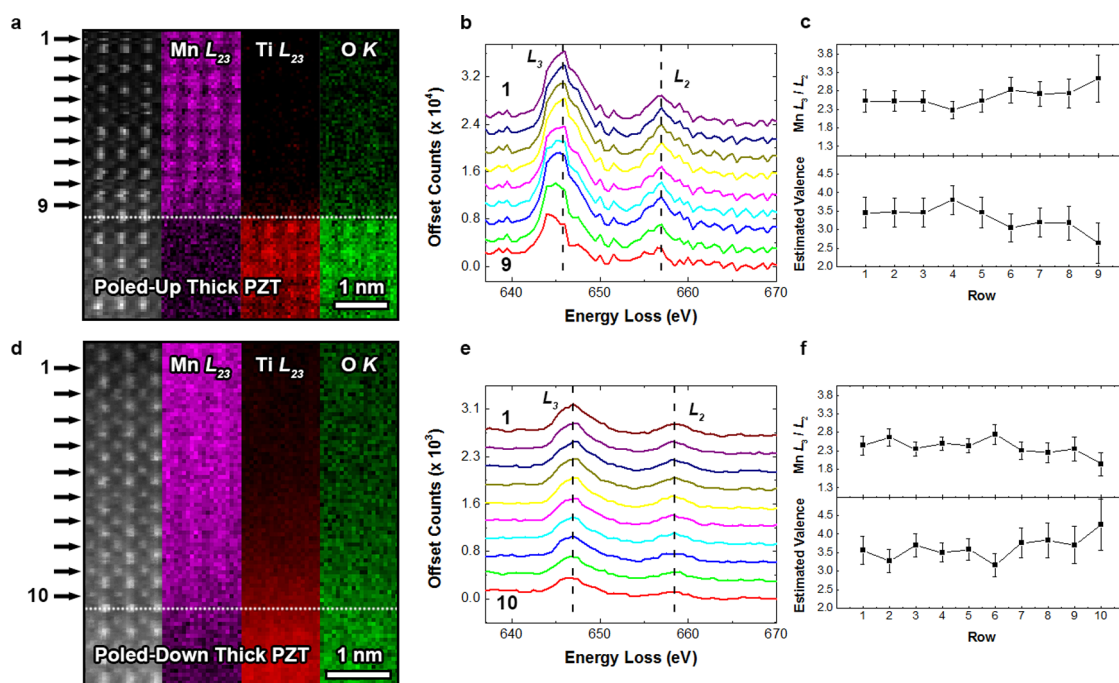 a
1
Mn L23
Ti L23
O K
9
Poled-Up Thick PZT
1 nm
b
Offset Counts (x 10⁴)
3.2
2.4
1.6
0.8
0.0
L3
L2
1
9
640
650
660
670
Energy Loss (eV)
c
Mn L3 / L2
3.8
3.3
2.8
2.3
1.8
1.3
Estimated Valence
4.5
4.0
3.5
3.0
2.5
2.0
1 2 3 4 5 6 7 8 9
Row
d
1
Mn L23
Ti L23
O K
10
Poled-Down Thick PZT
1 nm
e
Offset Counts (x 10³)
3.1
2.3
1.6
0.8
0.0
L3
L2
1
10
640
650
660
670
Energy Loss (eV)
f
Mn L3 / L2
3.8
3.3
2.8
2.3
1.8
1.3
Estimated Valence
4.5
4.0
3.5
3.0
2.5
2.0
1 2 3 4 5 6 7 8 9 10
Row